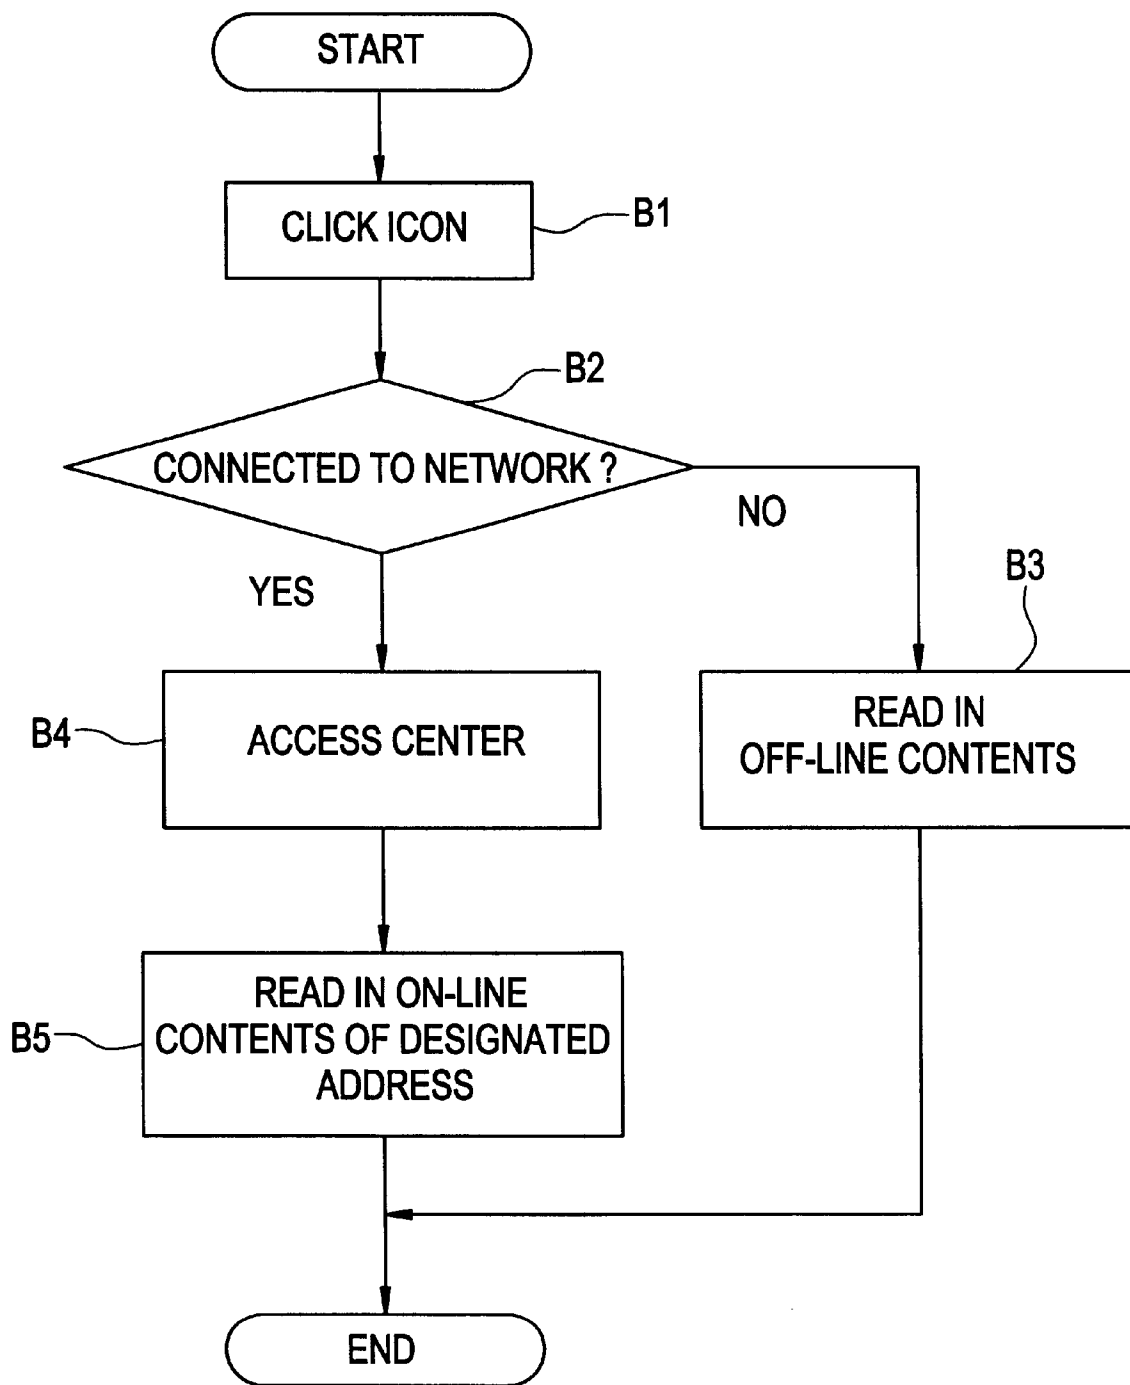 START
CLICK ICON
B1
B2
CONNECTED TO NETWORK ?
NO
YES
B3
READ IN
OFF-LINE CONTENTS
B4
ACCESS CENTER
READ IN ON-LINE
CONTENTS OF DESIGNATED
ADDRESS
B5
END